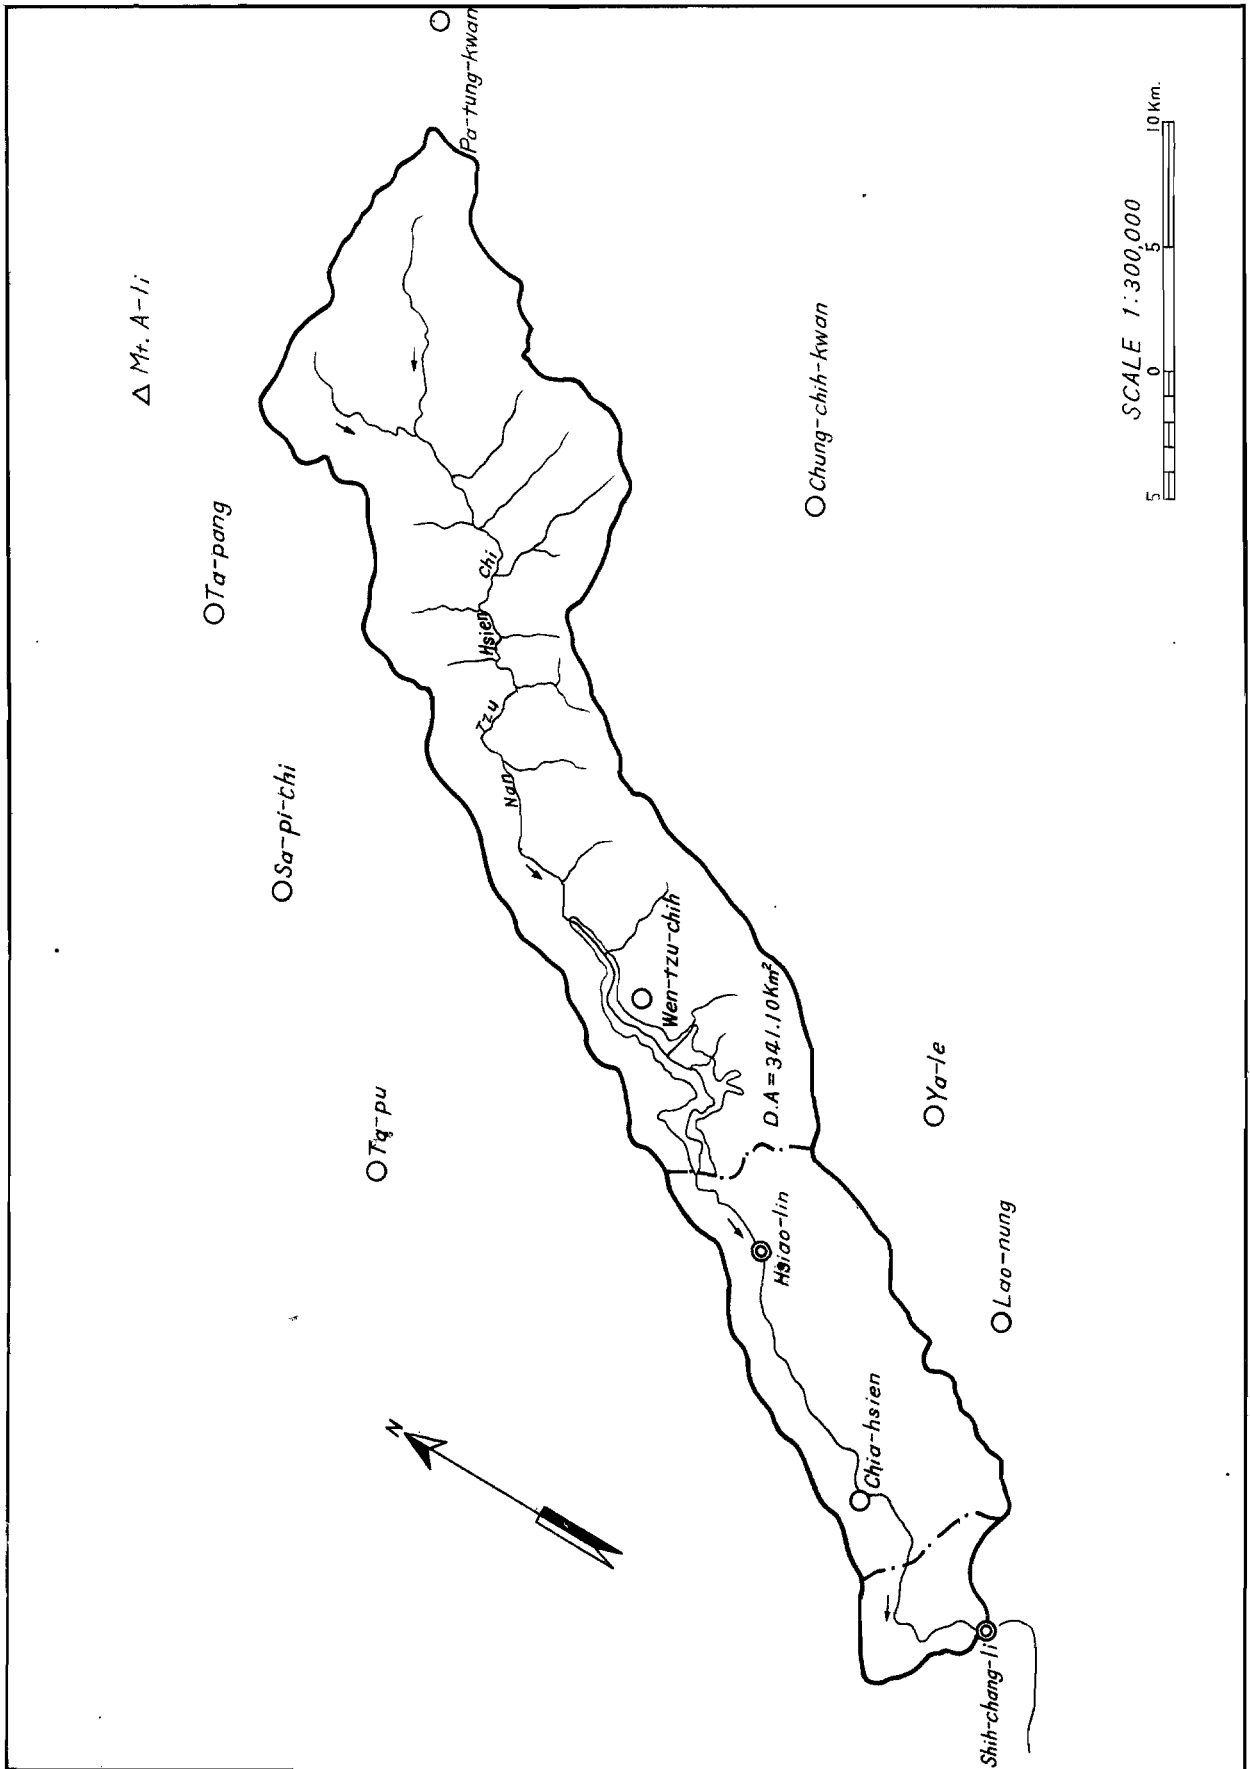 Pa-tung-kwan
Mt. A-li
Ta-pang
Chung-chih-kwan
Chi
Hsien
Tzu
Nan
Sa-pi-chi
Wen-tzu-chih
D.A = 341.10Km²
Ta-pu
Ya-le
Hsiao-lin
Lao-nung
Chia-hsien
Shih-chang-li
N
SCALE 1:300,000
5 0 5 10 Km.